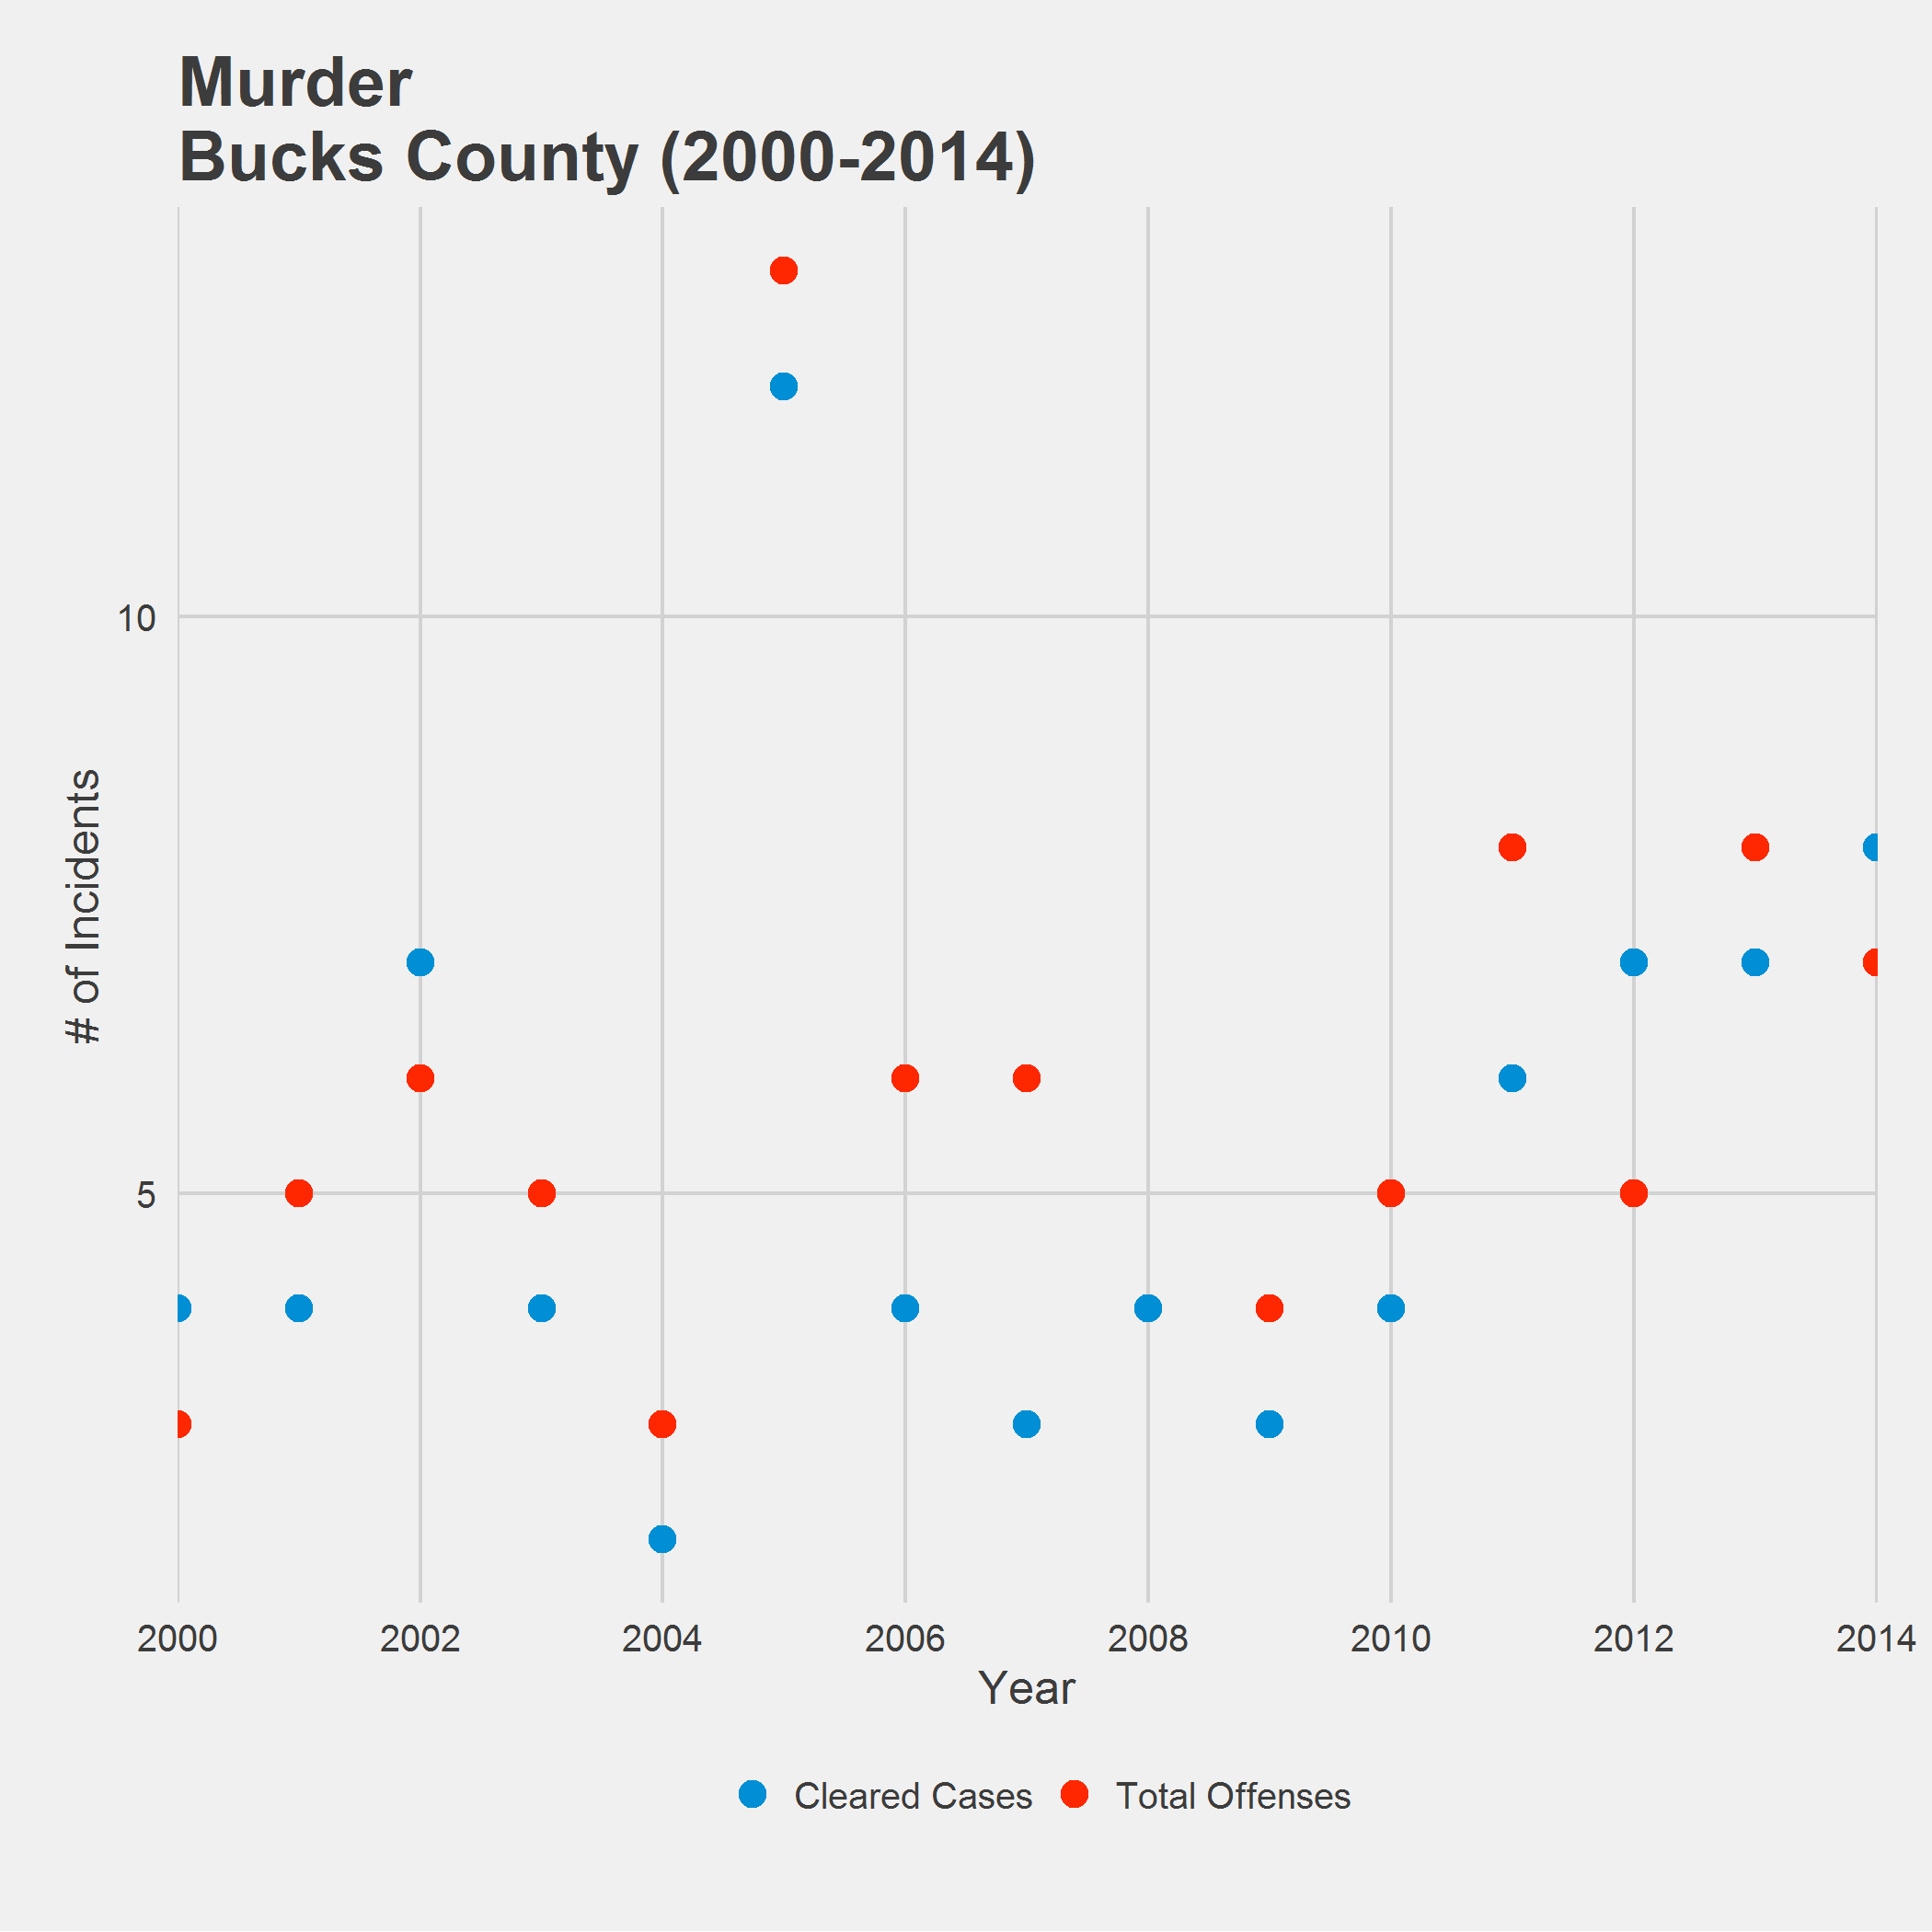 Murder
Bucks County (2000-2014)
10
5
# of Incidents
2000 2002 2004 2006 2008 2010 2012 2014
Year
Cleared Cases Total Offenses